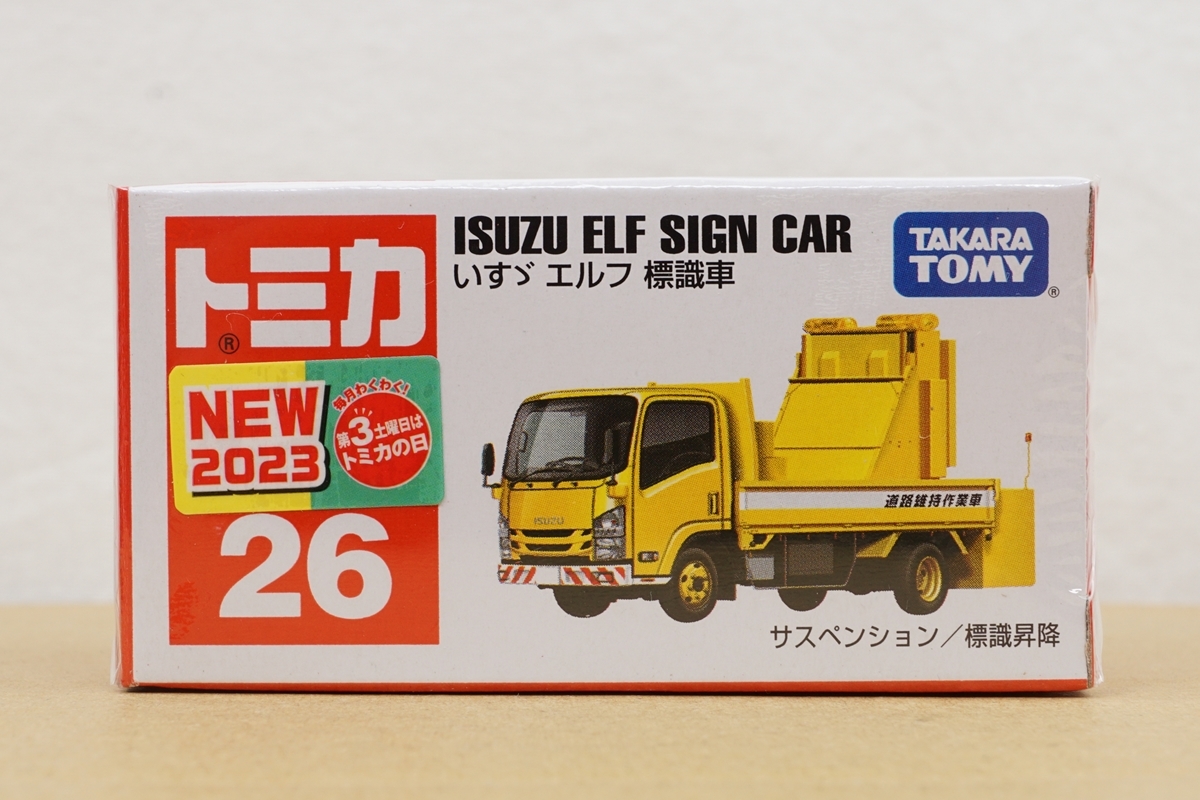 トミカ
®
NEW
2023
毎月わくわく!
第3土曜日は
トミカの日
26
ISUZU ELF SIGN CAR
いすゞ エルフ 標識車
TAKARA
TOMY
®
ISUZU
道路維持作業車
サスペンション／標識昇降